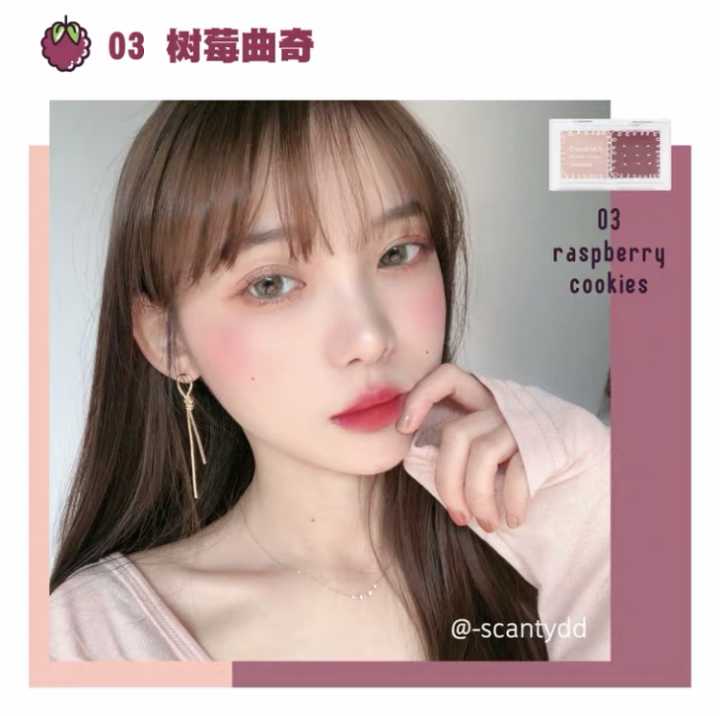 03 树莓曲奇
03
raspberry
cookies
@-scantydd